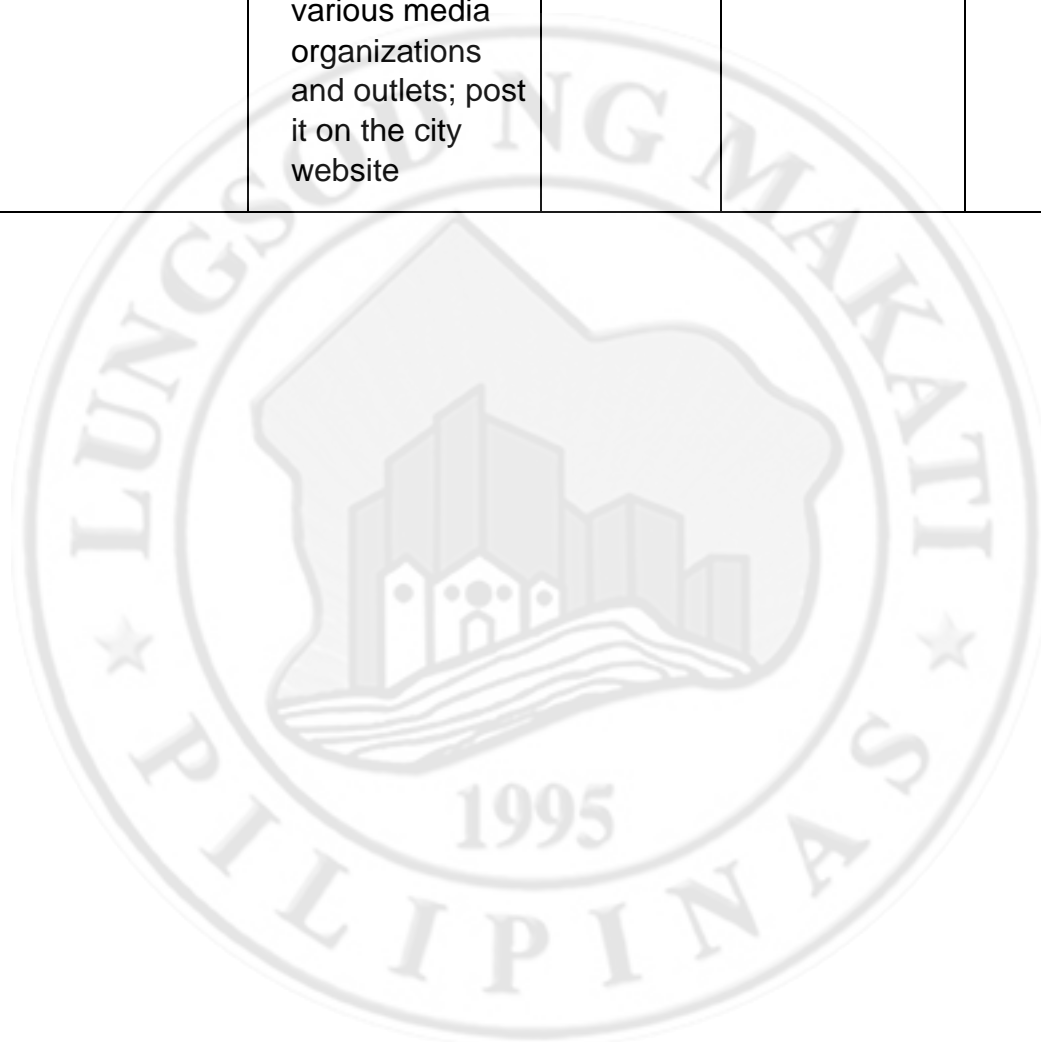 various media
organizations
and outlets; post
it on the city
website
LUNGSOD NG MAKATI
1995
PILIPINAS